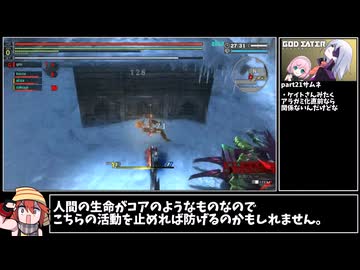 27:31
128
GOD EATER
part21サムネ
・ケイトさんみたく
アラガミ化直前なら
関係ないんだけどな
人間の生命がコアのようなものなので
こちらの活動を止めれば防げるのかもしれません。